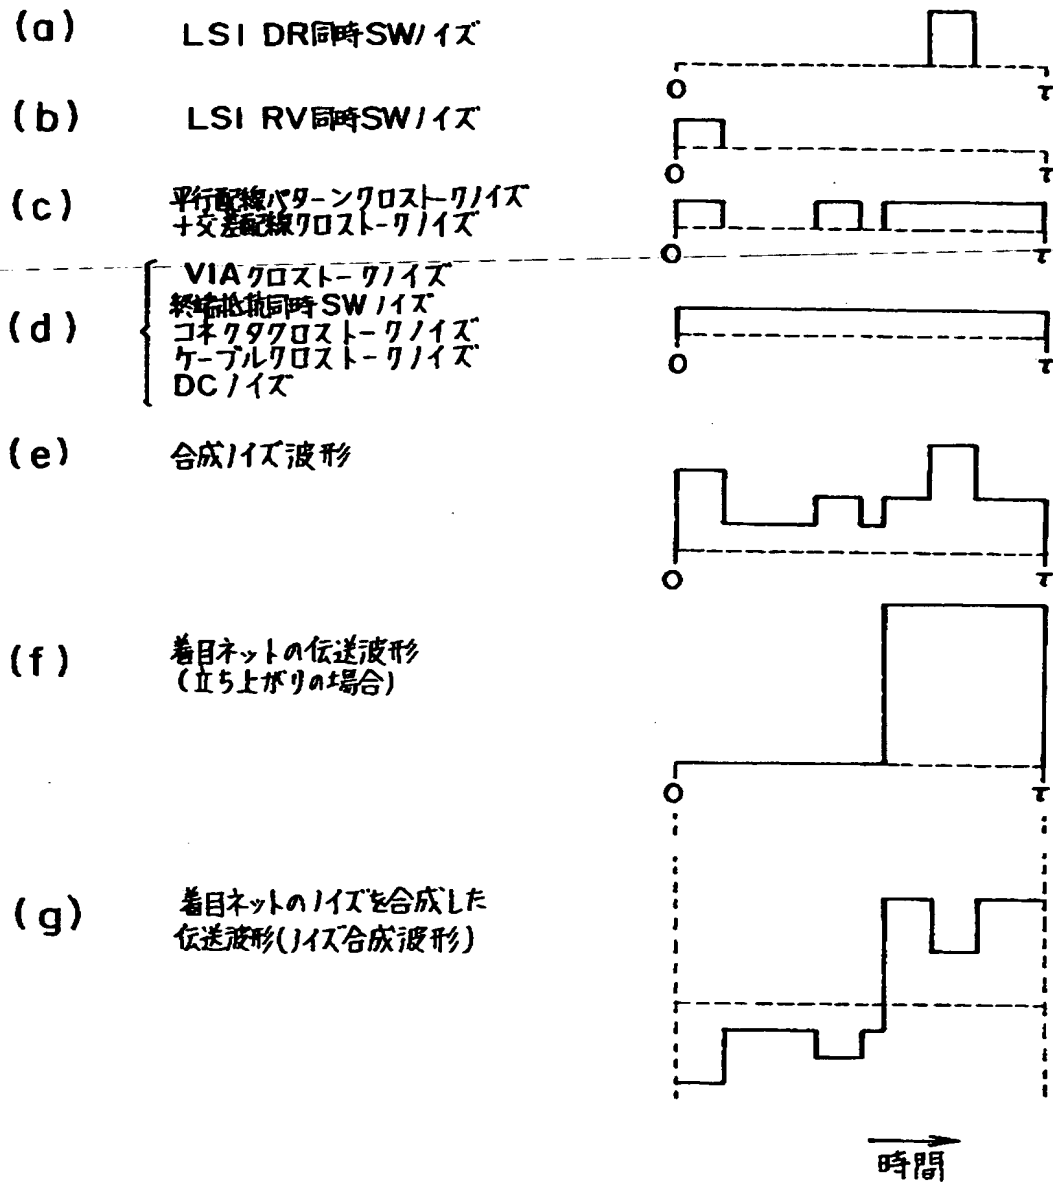 (a) LSI DR同時SWノイズ
0 τ
(b) LSI RV同時SWノイズ
0 τ
(c) 平行配線パターンクロストークノイズ
+交差配線クロストークノイズ
0 τ
VIAクロストークノイズ
終端抵抗同時SWノイズ
(d) コネクタクロストークノイズ
ケーブルクロストークノイズ
DCノイズ
0 τ
(e) 合成ノイズ波形
0 τ
(f) 着目ネットの伝送波形
(立ち上がりの場合)
0 τ
(g) 着目ネットのノイズを合成した
伝送波形(ノイズ合成波形)
時間